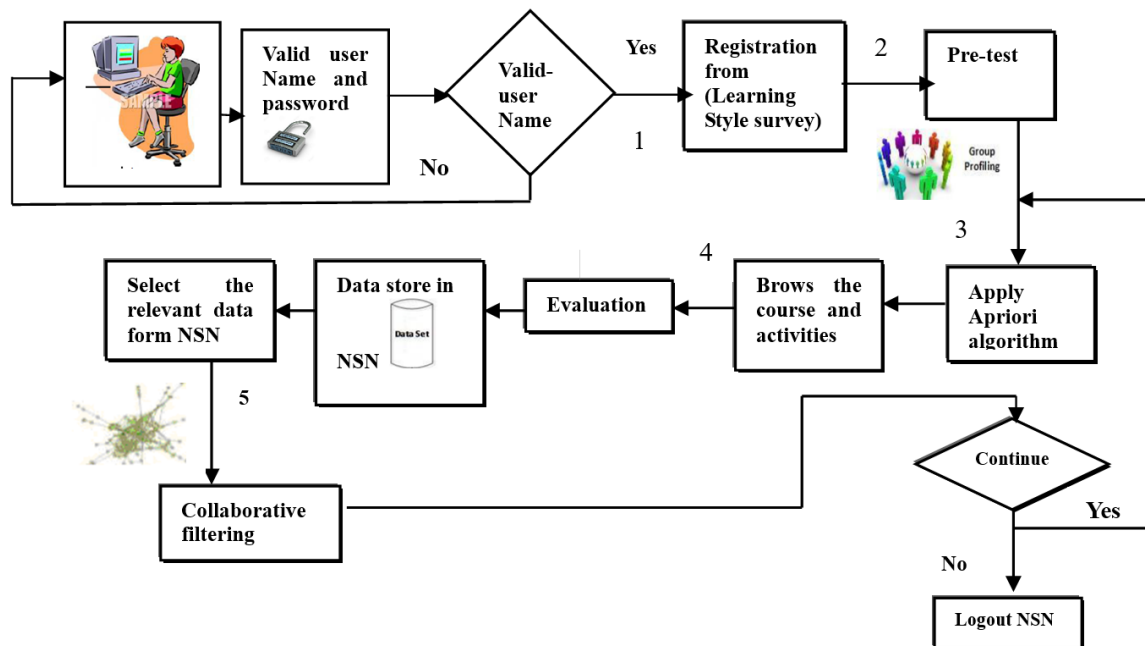 SAMPLE
Valid user
Name and
password
Valid-
user
Name
Yes
1
No
Registration
from
(Learning
Style survey)
2
Pre-test
Group
Profiling
3
Apply
Apriori
algorithm
4
Brows the
course and
activities
Evaluation
Data store in
Data Set
NSN
Select the
relevant data
form NSN
5
Collaborative
filtering
Continue
Yes
No
Logout NSN